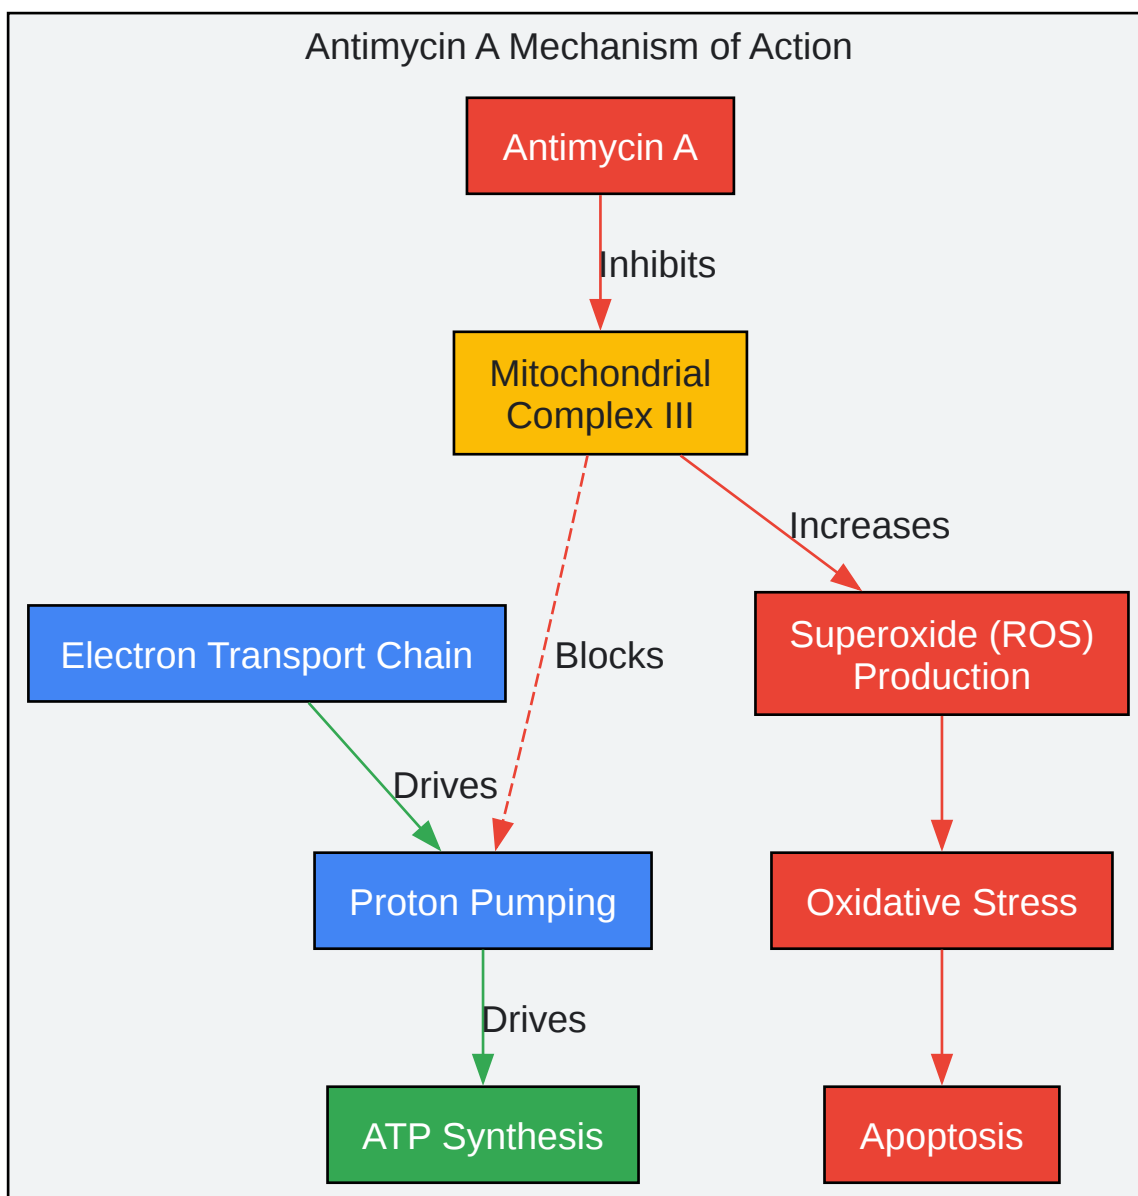 Antimycin A Mechanism of Action
Antimycin A
Inhibits
Mitochondrial
Complex III
Increases
Electron Transport Chain
Blocks
Superoxide (ROS)
Production
Drives
Proton Pumping
Oxidative Stress
Drives
ATP Synthesis
Apoptosis